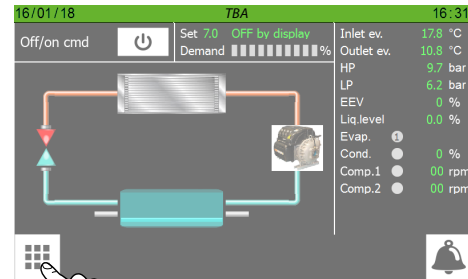 16/01/18 TBA 16:31
Off/on cmd
Set 7.0 OFF by display
Demand %
Inlet ev. 17.8 °C
Outlet ev. 10.8 °C
HP 9.7 bar
LP 6.2 bar
EEV 0 %
Liq.level 0.0 %
Evap. 1
Cond. 0 %
Comp.1 00 rpm
Comp.2 00 rpm